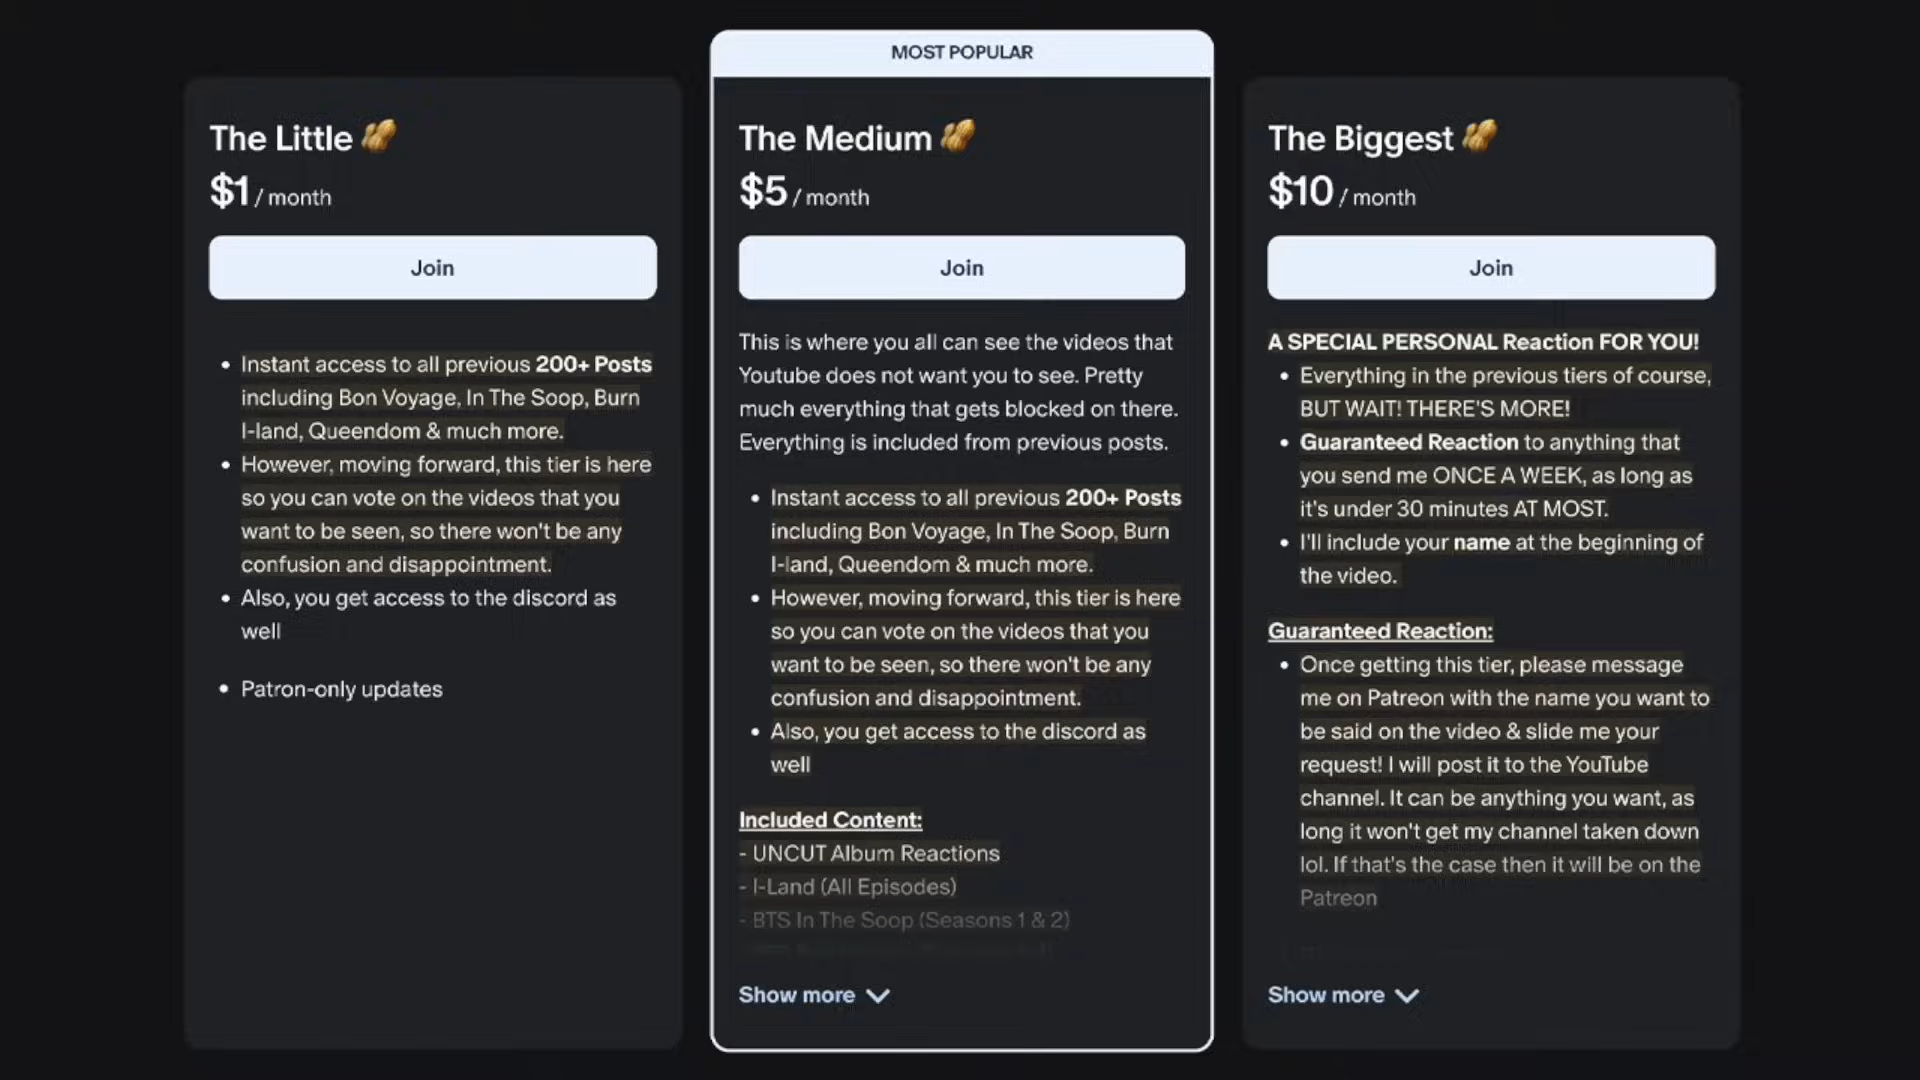 The Little
$1 / month
Join
Instant access to all previous 200+ Posts
including Bon Voyage, In The Soop, Burn
I-land, Queendom & much more.
However, moving forward, this tier is here
so you can vote on the videos that you
want to be seen, so there won't be any
confusion and disappointment.
Also, you get access to the discord as
well
Patron-only updates
MOST POPULAR
The Medium
$5 / month
Join
This is where you all can see the videos that
Youtube does not want you to see. Pretty
much everything that gets blocked on there.
Everything is included from previous posts.
Instant access to all previous 200+ Posts
including Bon Voyage, In The Soop, Burn
I-land, Queendom & much more.
However, moving forward, this tier is here
so you can vote on the videos that you
want to be seen, so there won't be any
confusion and disappointment.
Also, you get access to the discord as
well
Included Content:
- UNCUT Album Reactions
- I-Land (All Episodes)
- BTS In The Soop (Seasons 1 & 2)
Show more
The Biggest
$10 / month
Join
A SPECIAL PERSONAL Reaction FOR YOU!
Everything in the previous tiers of course,
BUT WAIT! THERE'S MORE!
Guaranteed Reaction to anything that
you send me ONCE A WEEK, as long as
it's under 30 minutes AT MOST.
I'll include your name at the beginning of
the video.
Guaranteed Reaction:
Once getting this tier, please message
me on Patreon with the name you want to
be said on the video & slide me your
request! I will post it to the YouTube
channel. It can be anything you want, as
long it won't get my channel taken down
lol. If that's the case then it will be on the
Patreon
Show more